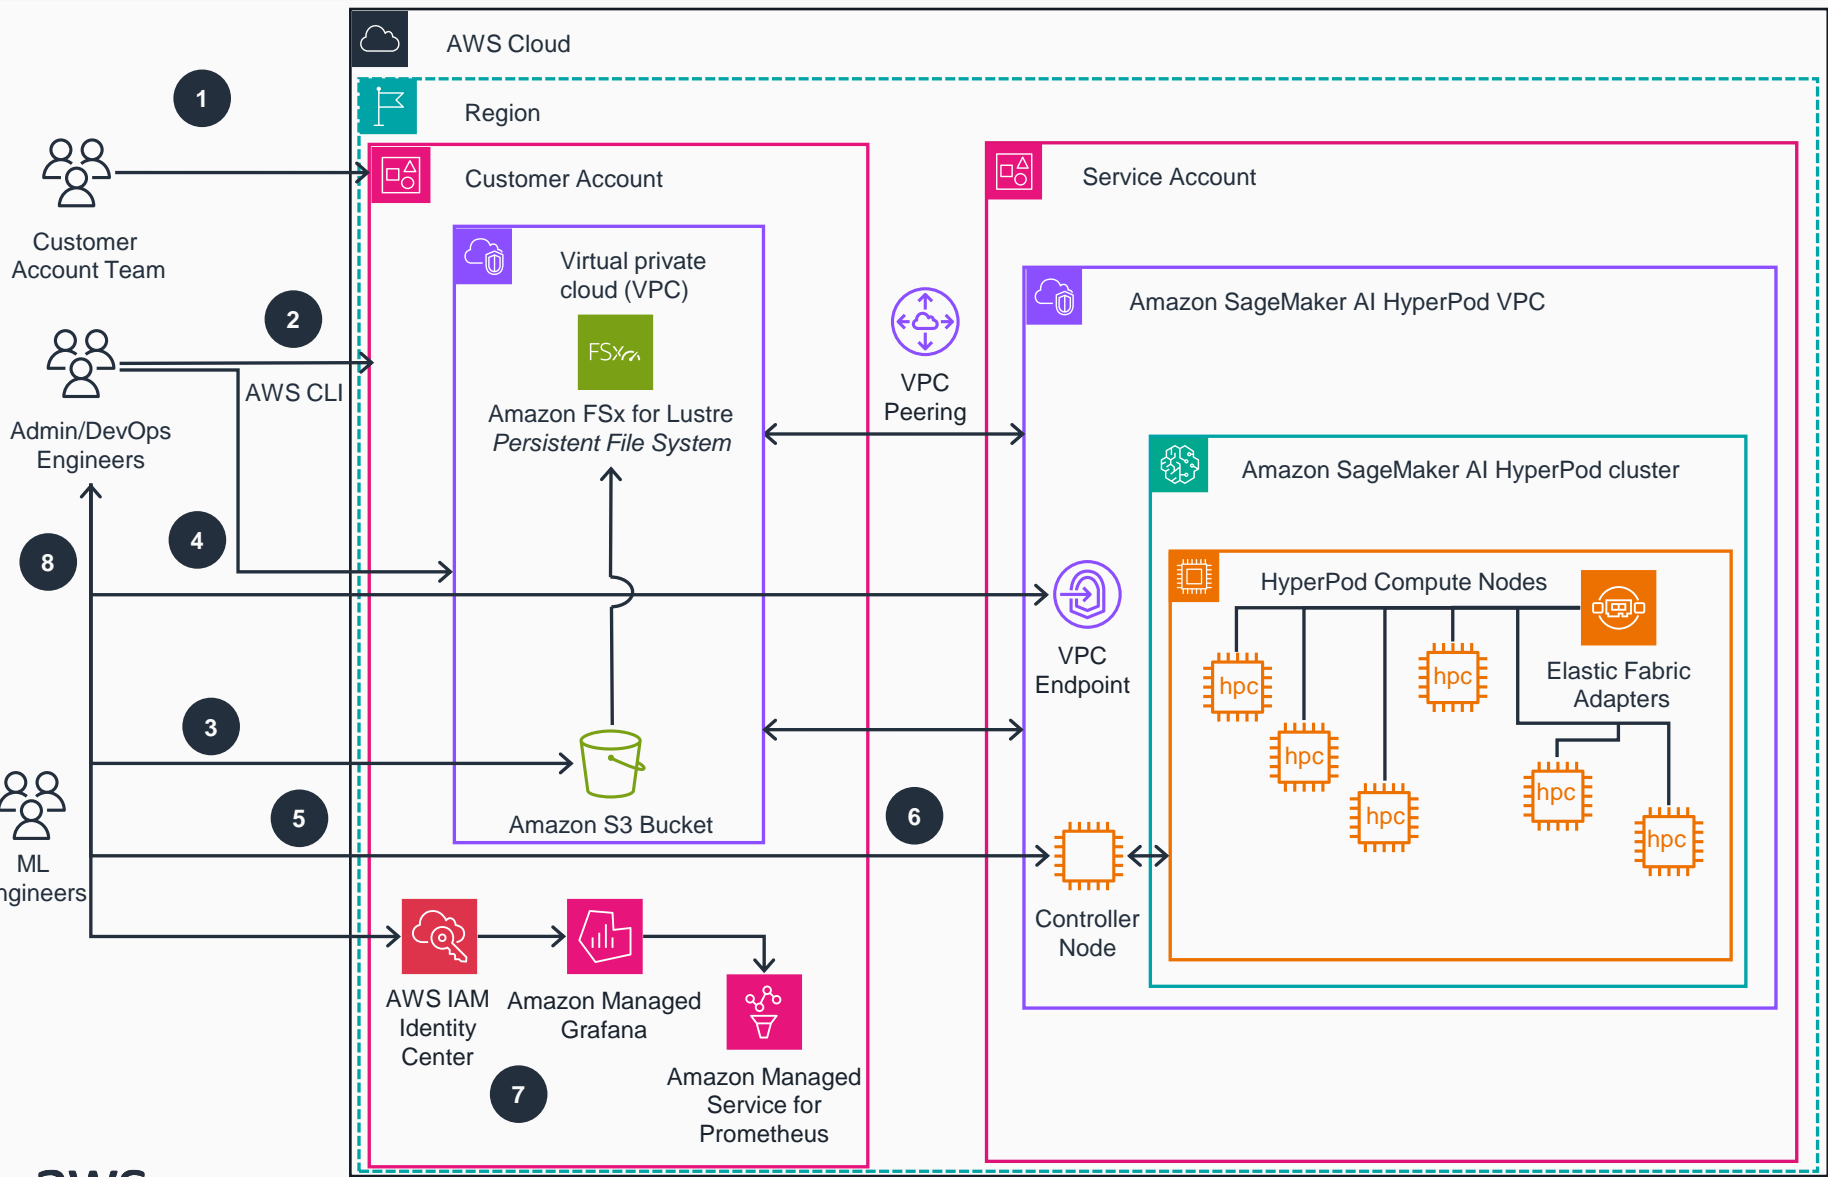 AWS Cloud
Region
1
Customer
Account Team
Customer Account
Service Account
2
AWS CLI
Admin/DevOps
Engineers
Virtual private
cloud (VPC)
FSx
Amazon FSx for Lustre
Persistent File System
VPC
Peering
Amazon SageMaker AI HyperPod VPC
Amazon SageMaker AI HyperPod cluster
4
8
HyperPod Compute Nodes
Elastic Fabric
Adapters
hpc
hpc
hpc
hpc
hpc
hpc
VPC
Endpoint
3
Amazon S3 Bucket
5
6
ML
ngineers
Controller
Node
AWS IAM
Identity
Center
Amazon Managed
Grafana
7
Amazon Managed
Service for
Prometheus
aws